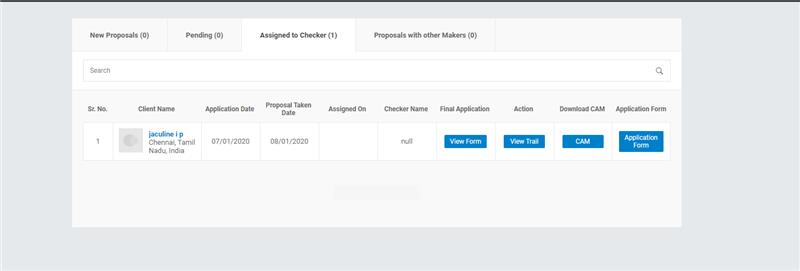 New Proposals (0) Pending (0) Assigned to Checker (1) Proposals with other Makers (0)
Search
Sr. No. Client Name Application Date Proposal Taken Date Assigned On Checker Name Final Application Action Download CAM Application Form
1 jaculine i p 07/01/2020 08/01/2020 null View Form View Trail CAM Application Form
Chennai, Tamil
Nadu, India